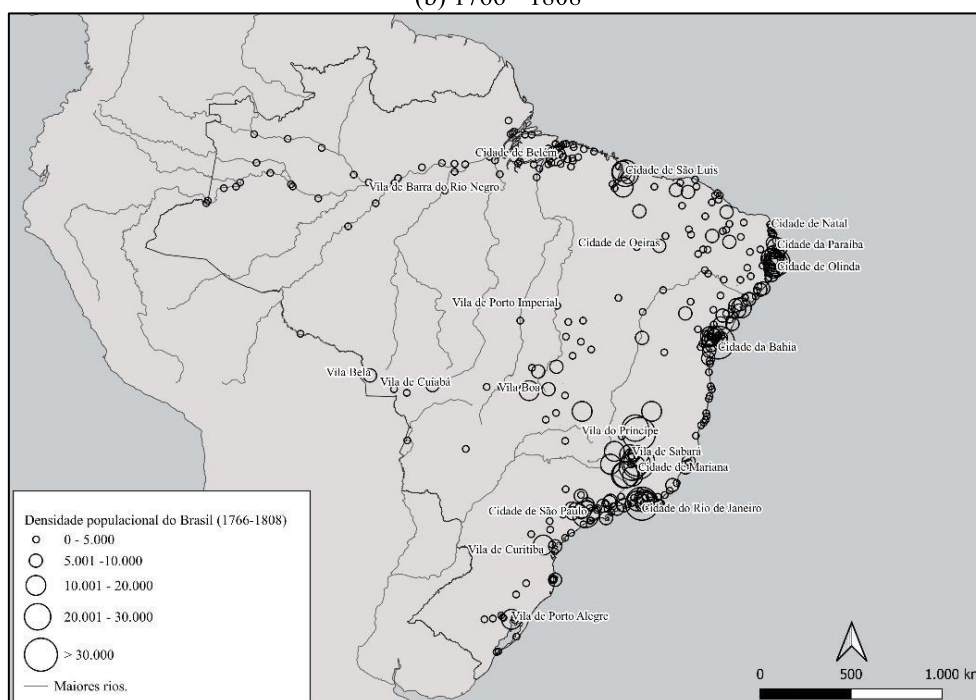 (b) 1766 - 1808
Cidade de Belém
Cidade de São Luis
Vila de Barra do Rio Negro
Cidade de Natal
Cidade de Oeiras
Cidade da Paraíba
Cidade de Olinda
Vila de Porto Imperial
Cidade da Bahia
Vila Bela
Vila de Cuiabá
Vila Boa
Vila do Príncipe
Vila de Sabará
Cidade de Mariana
Cidade de São Paulo
Cidade do Rio de Janeiro
Vila de Curitiba
Vila de Porto Alegre
Densidade populacional do Brasil (1766-1808)
0 - 5.000
5.001 -10.000
10.001 - 20.000
20.001 - 30.000
> 30.000
Maiores rios.
0 500 1.000 km